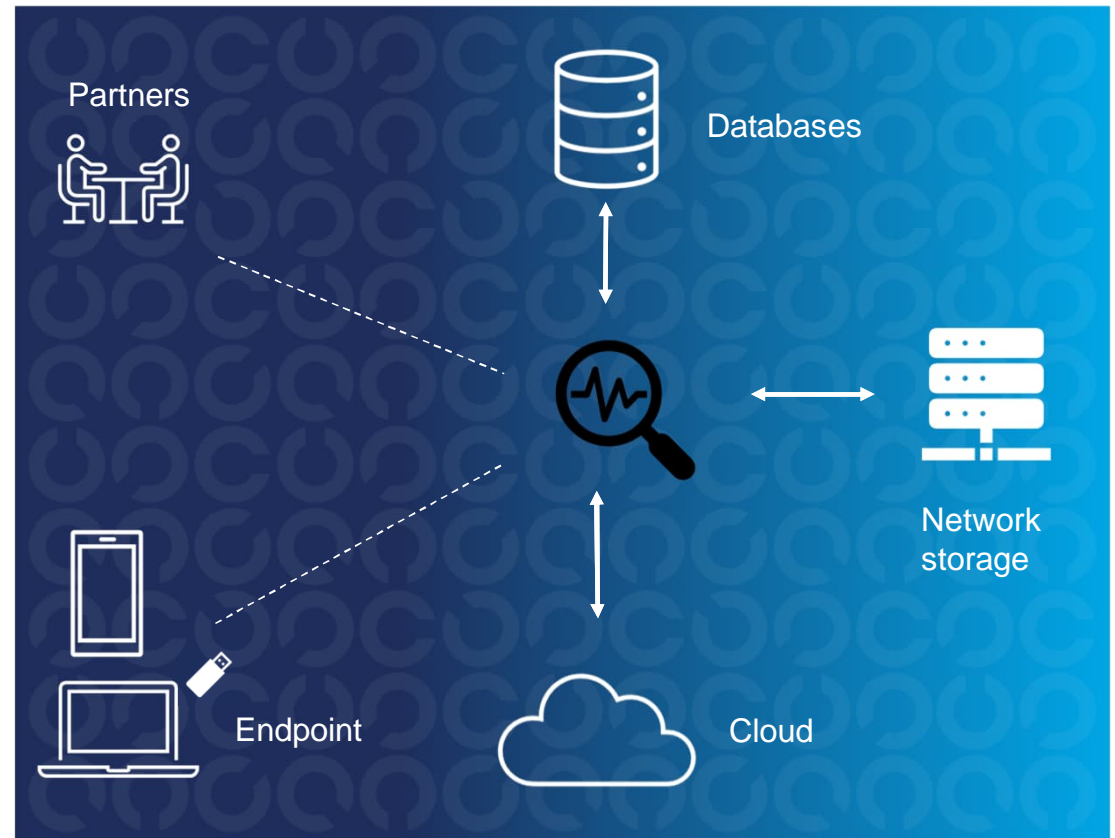 Partners
Databases
Network
storage
Endpoint
Cloud